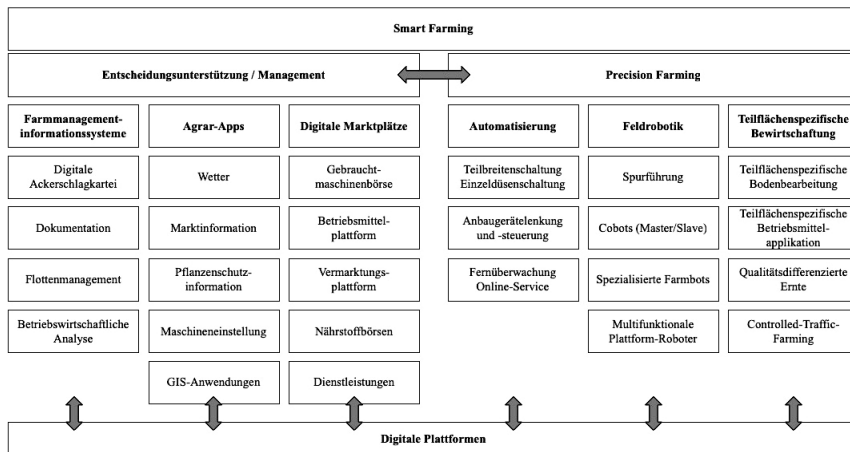 Smart Farming
Entscheidungsunterstützung / Management
Precision Farming
Farmmanagement-
informationssysteme
Agrar-Apps
Digitale Marktplätze
Automatisierung
Feldrobotik
Teilflächenspezifische
Bewirtschaftung
Digitale
Ackerschlagkartei
Wetter
Gebraucht-
maschinenbörse
Teilbreitenschaltung
Einzeldüsenschaltung
Spurführung
Teilflächenspezifische
Bodenbearbeitung
Dokumentation
Marktinformation
Betriebsmittel-
plattform
Anbaugerätelenkung
und -steuerung
Cobots (Master/Slave)
Teilflächenspezifische
Betriebsmittel-
applikation
Flottenmanagement
Pflanzenschutz-
information
Vermarktungs-
plattform
Fernüberwachung
Online-Service
Spezialisierte Farmbots
Qualitätsdifferenzierte
Ernte
Betriebswirtschaftliche
Analyse
Maschineneinstellung
Nährstoffbörsen
Multifunktionale
Plattform-Roboter
Controlled-Traffic-
Farming
GIS-Anwendungen
Dienstleistungen
Digitale Plattformen